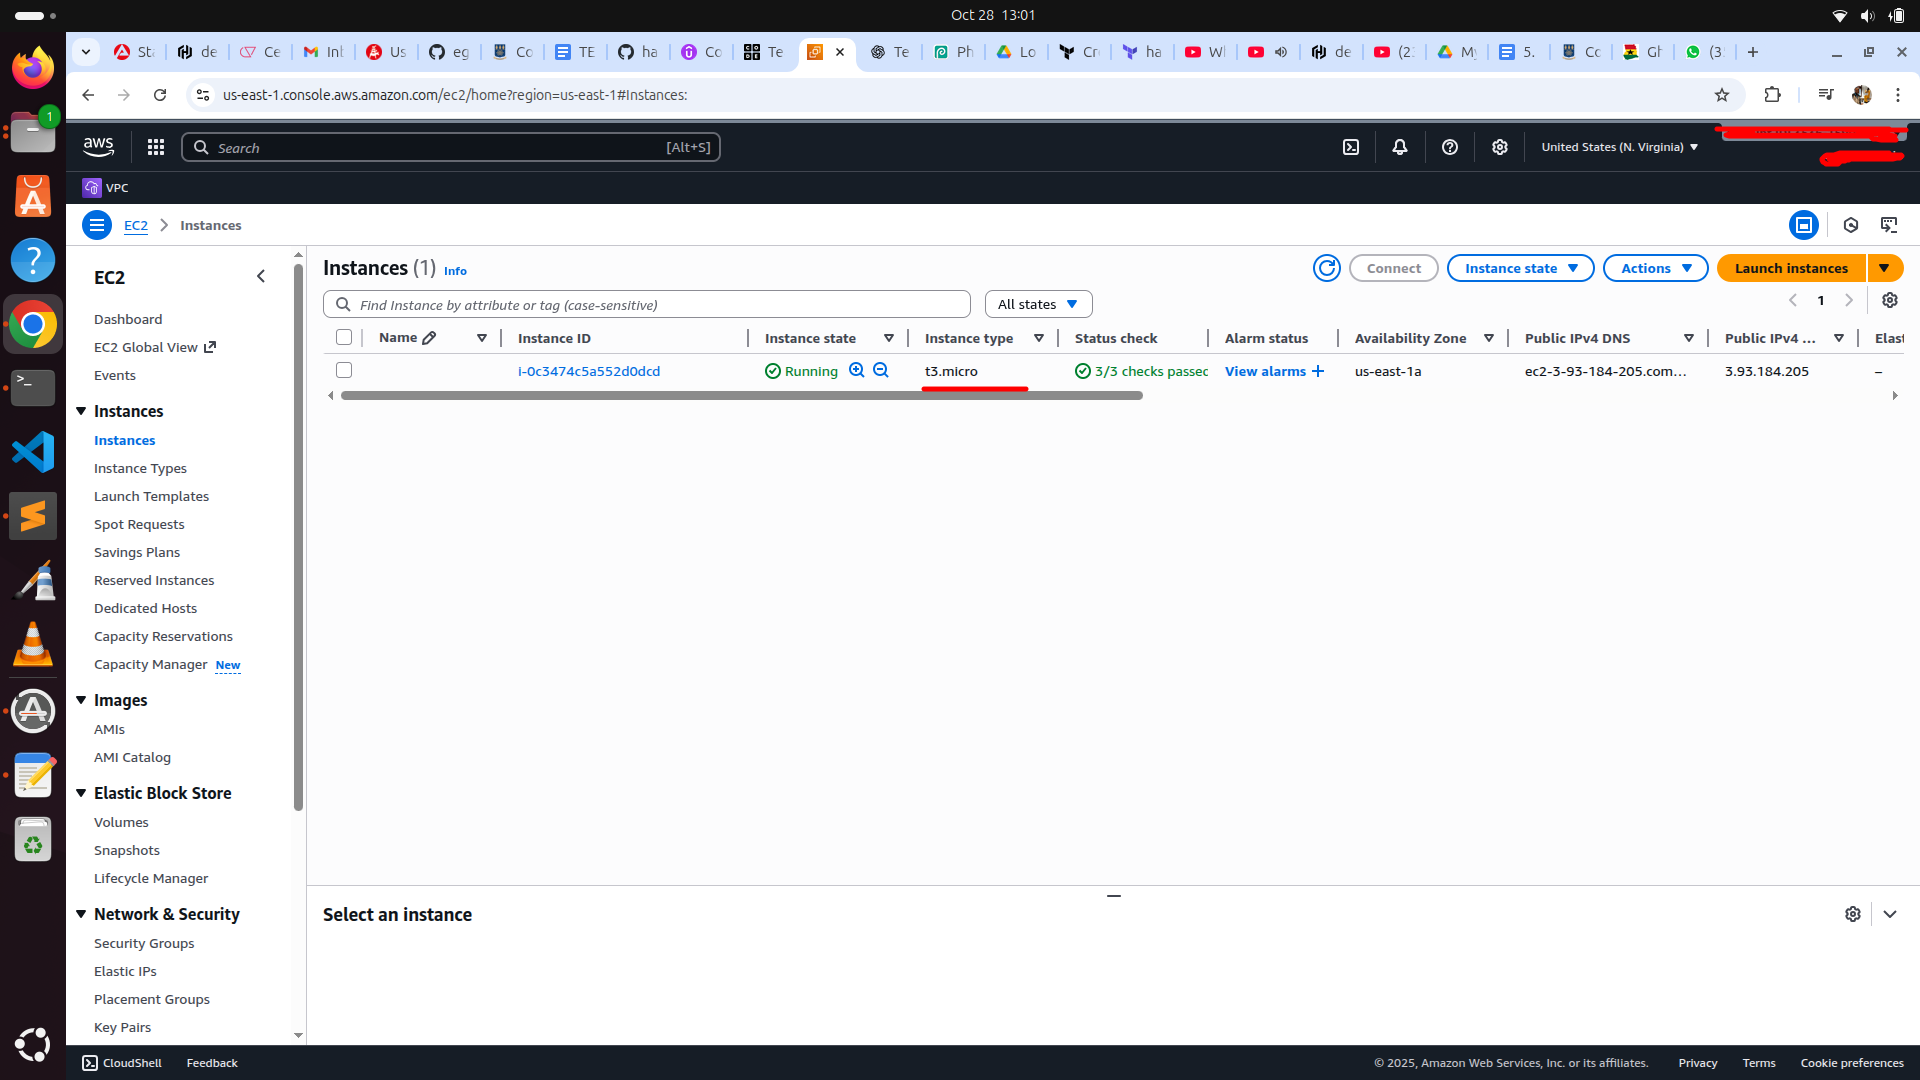 Oct 28 13:01
Sta de Ce Int Us eg Co TE ha Co Te Te Ph Lo Cr ha Wl de (2 My 5. Co Gh (3
us-east-1.console.aws.amazon.com/ec2/home?region=us-east-1#Instances:
1
aws Search [Alt+S] United States (N. Virginia)
VPC
EC2 Instances
EC2
Dashboard
EC2 Global View
Events
Instances
Instances
Instance Types
Launch Templates
Spot Requests
Savings Plans
Reserved Instances
Dedicated Hosts
Capacity Reservations
Capacity Manager New
Images
AMIs
AMI Catalog
Elastic Block Store
Volumes
Snapshots
Lifecycle Manager
Network & Security
Security Groups
Elastic IPs
Placement Groups
Key Pairs
Instances (1) Info
Connect Instance state Actions Launch instances
Find Instance by attribute or tag (case-sensitive) All states 1
Name Instance ID Instance state Instance type Status check Alarm status Availability Zone Public IPv4 DNS Public IPv4 ... Elast
i-0c3474c5a552d0dcd Running t3.micro 3/3 checks passec View alarms + us-east-1a ec2-3-93-184-205.com... 3.93.184.205 –
Select an instance
CloudShell Feedback © 2025, Amazon Web Services, Inc. or its affiliates. Privacy Terms Cookie preferences